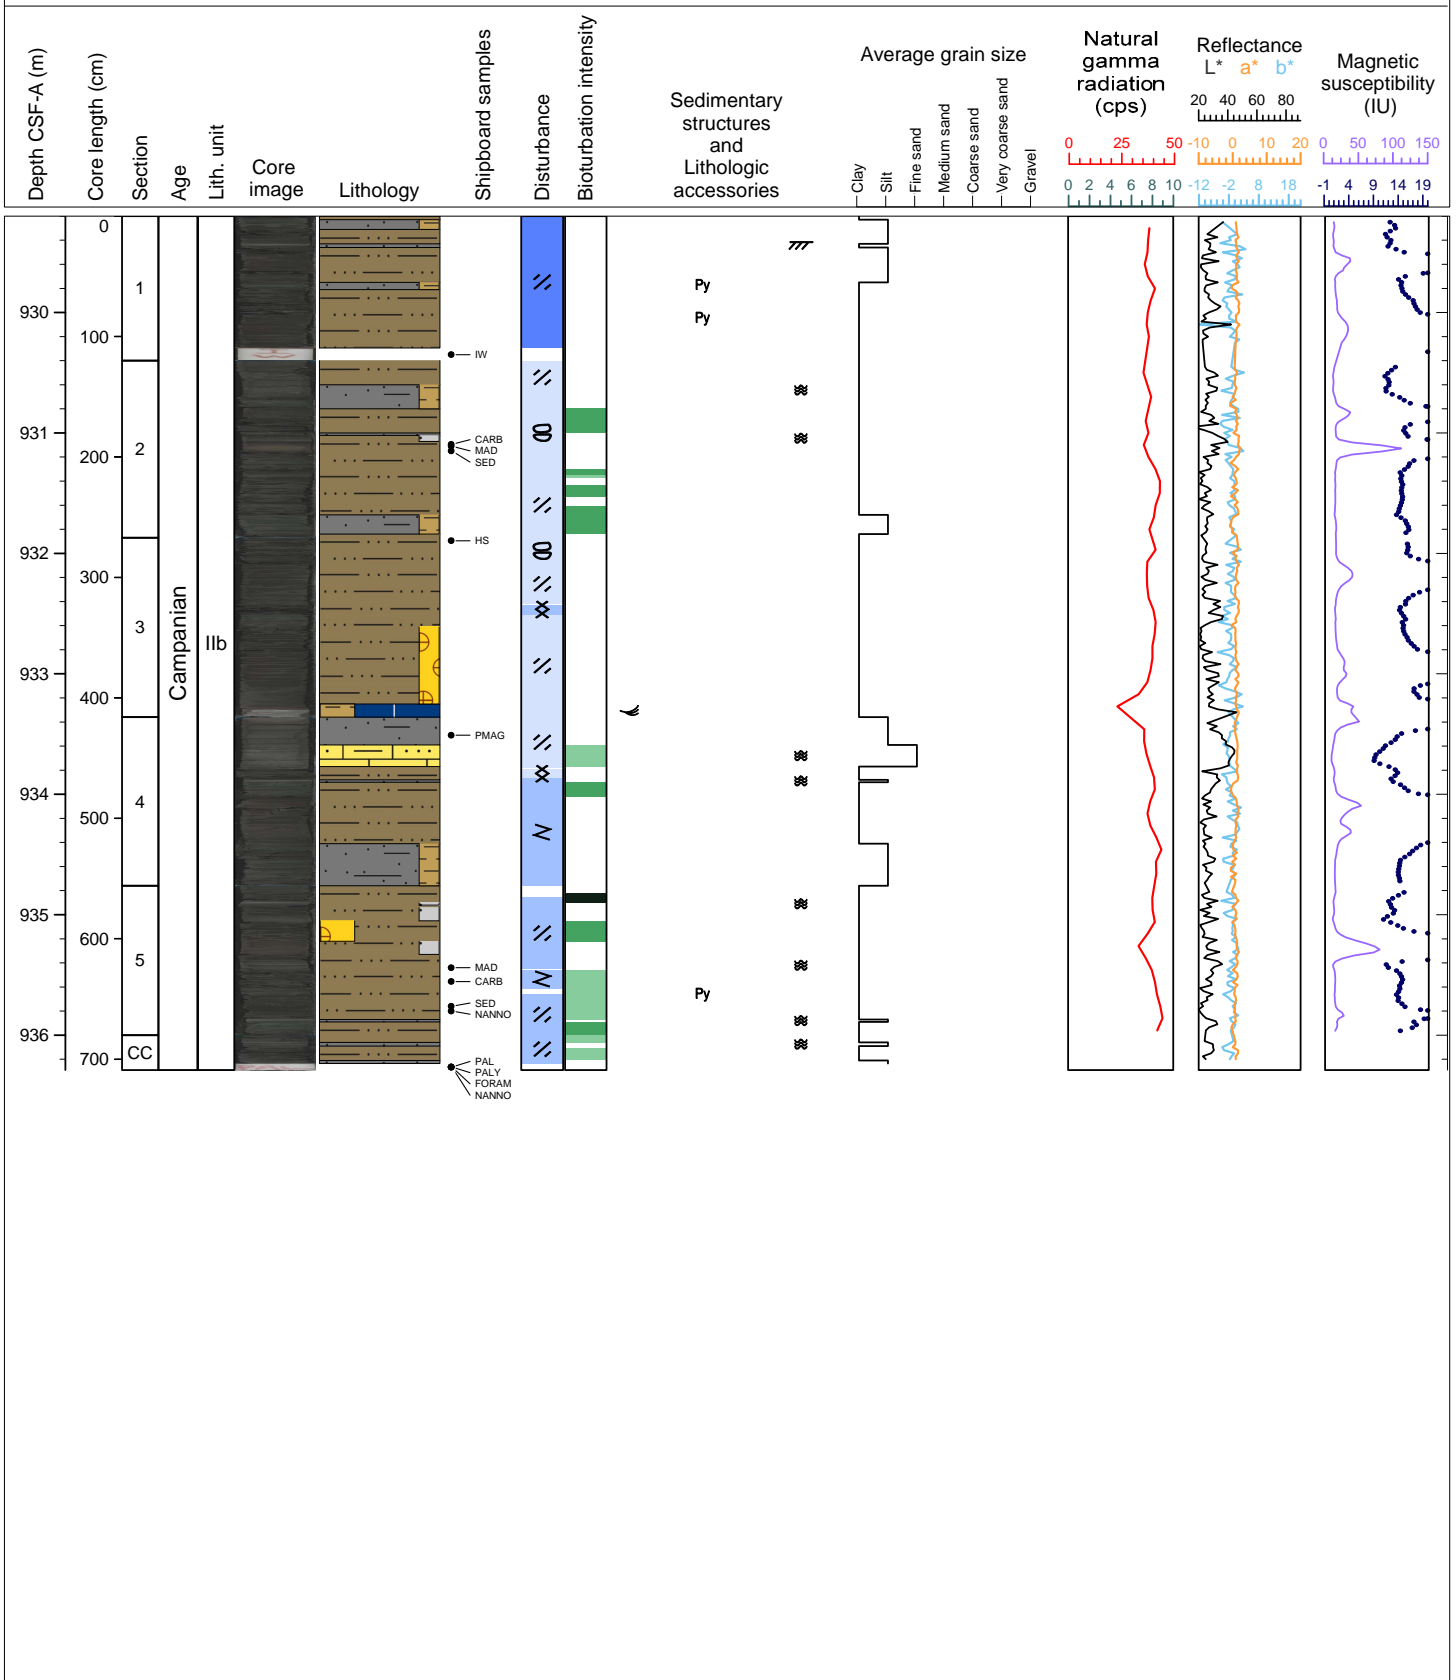 Depth CSF-A (m)
Core length (cm)
Section
Age
Lith. unit
Core
image
Lithology
Shipboard samples
Disturbance
Bioturbation intensity
Sedimentary
structures
and
Lithologic
accessories
Average grain size
Clay
Silt
Fine sand
Medium sand
Coarse sand
Very coarse sand
Gravel
Natural
gamma
radiation
(cps)
0 25 50
0 2 4 6 8 10
Reflectance
L* a* b*
20 40 60 80
-10 0 10 20
-12 -2 8 18
Magnetic
susceptibility
(IU)
0 50 100 150
-1 4 9 14 19
0
1
Py
930
Py
100
IW
931
CARB
2
MAD
200
SED
HS
932
300
Campanian
3
IIb
933
400
PMAG
934
4
500
935
600
5
MAD
CARB
Py
SED
NANNO
936
CC
700
PAL
PALY
FORAM
NANNO